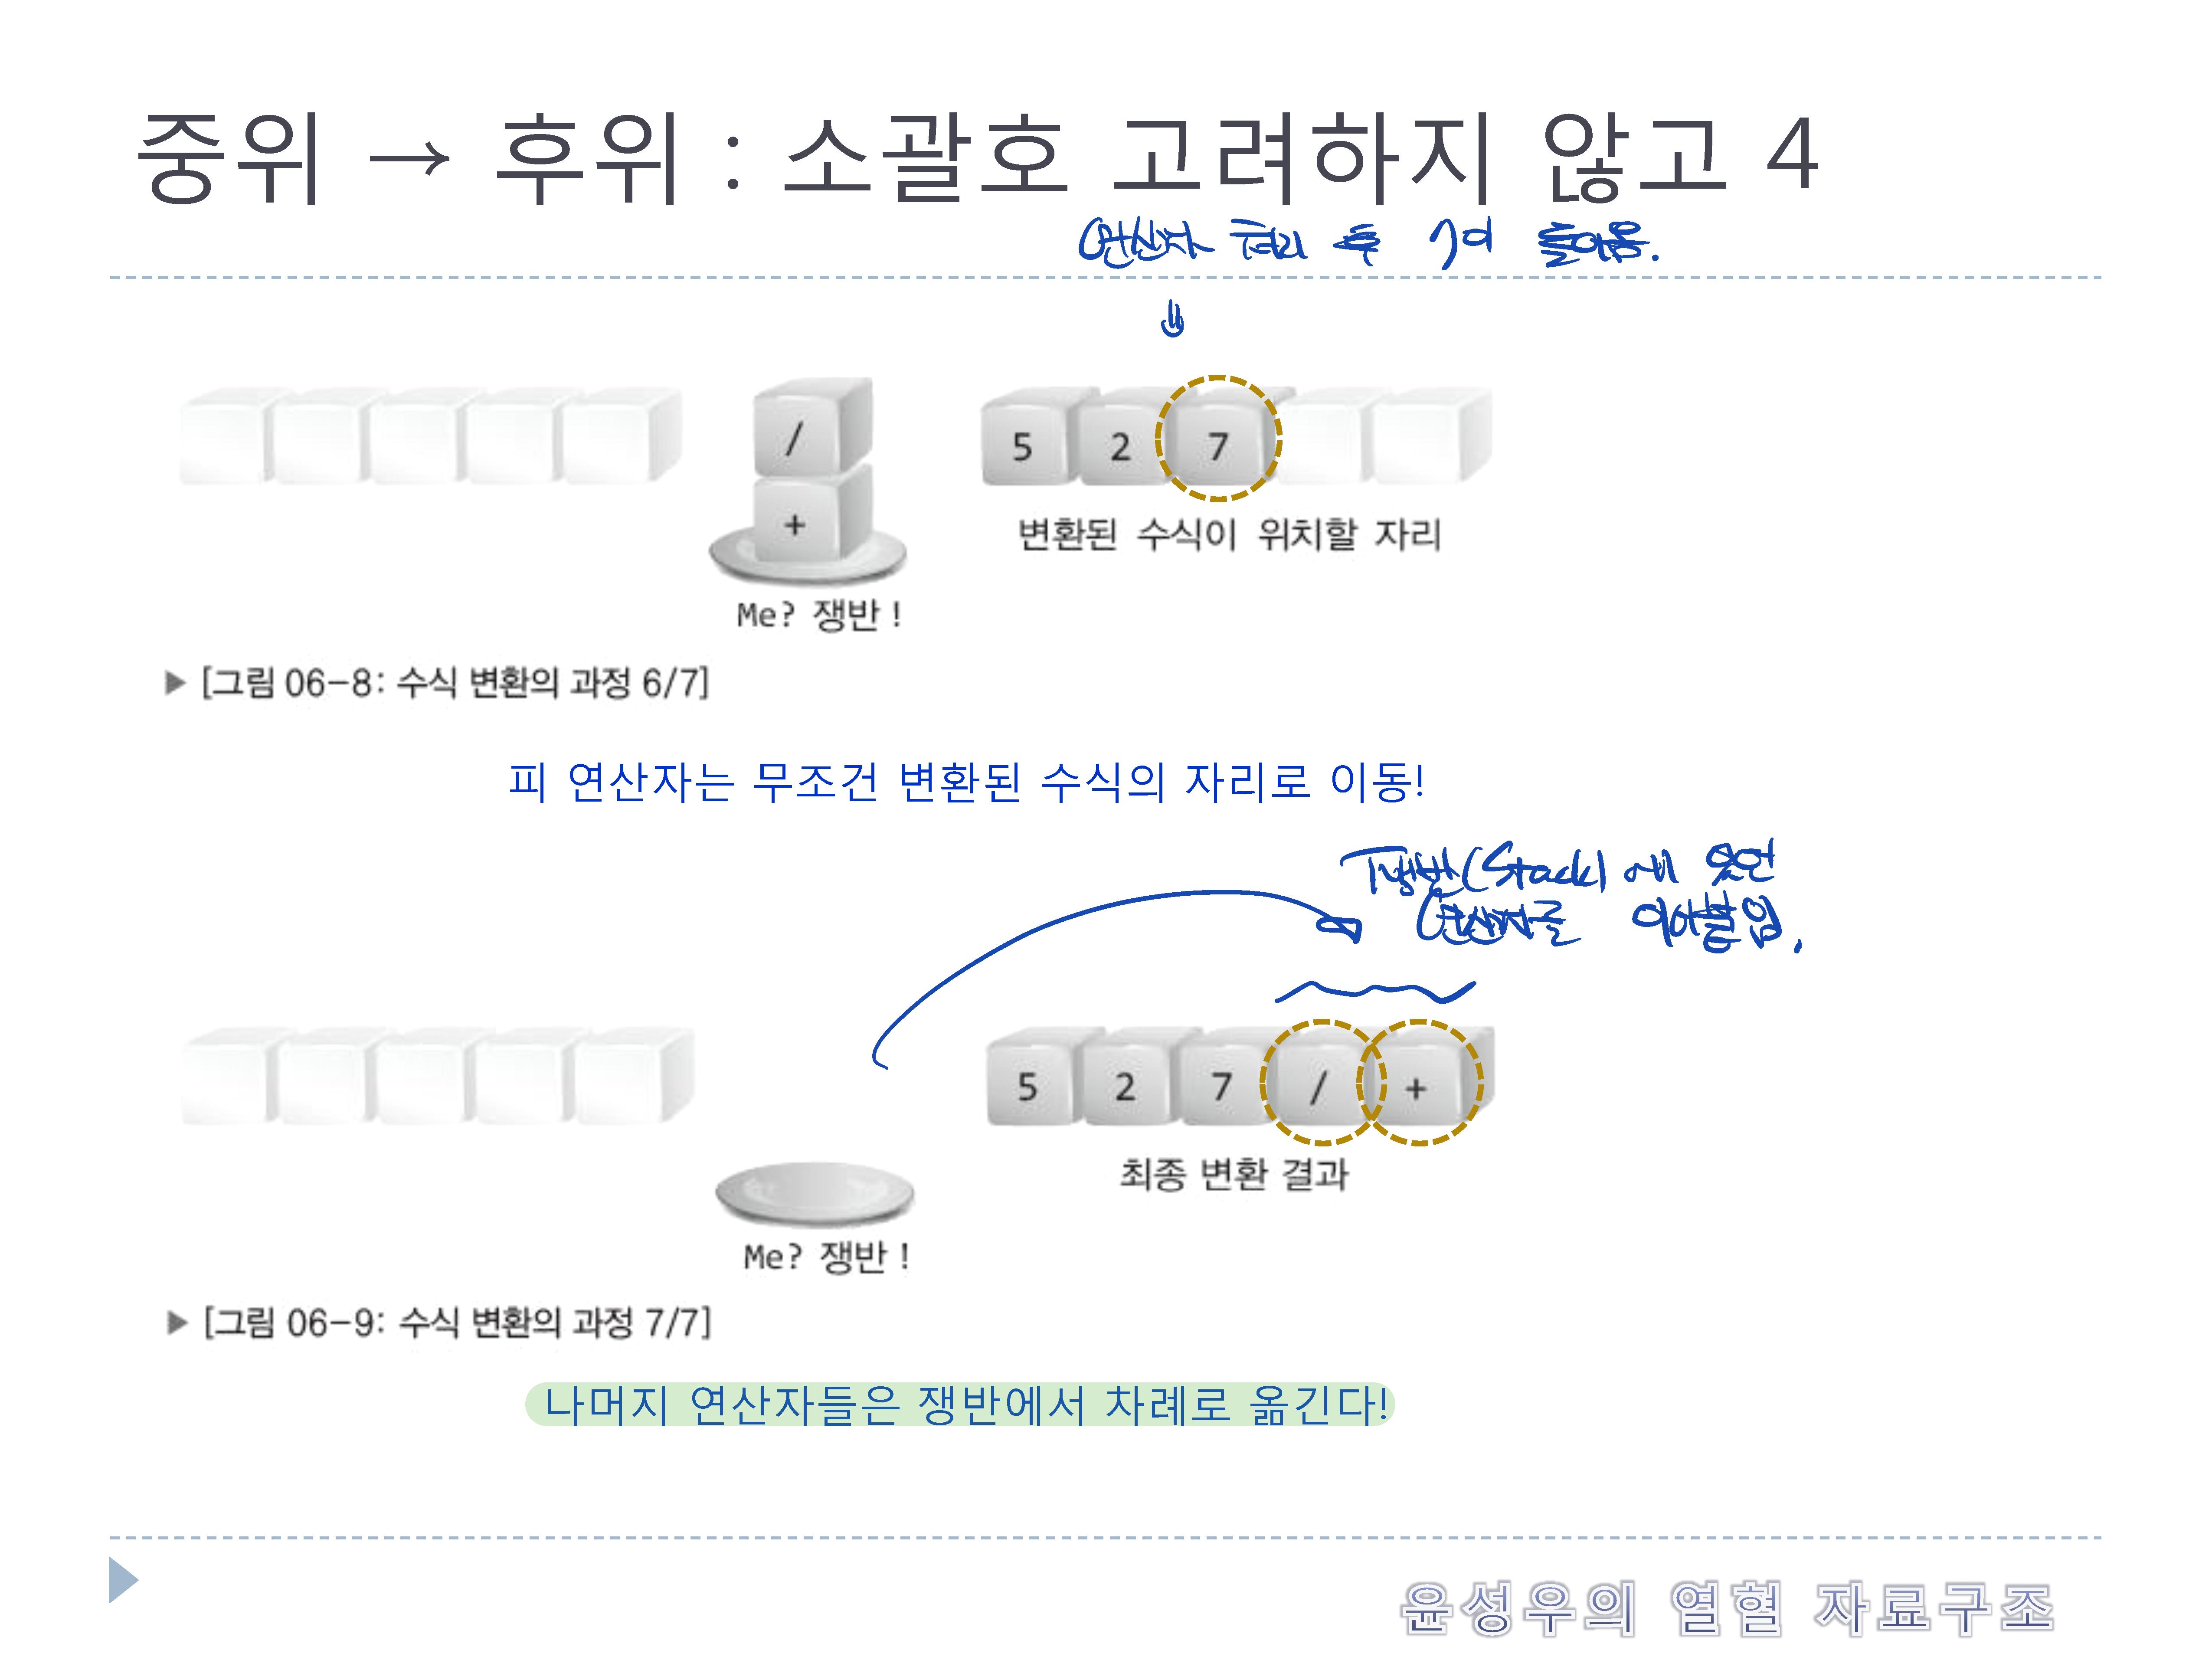 중위 → 후위 : 소괄호 고려하지 않고 4
연산자 처리 후 7이 들어옴.
/
+
5 2 7
변환된 수식이 위치할 자리
Me? 쟁반!
▶ [그림 06-8: 수식 변환의 과정 6/7]
피 연산자는 무조건 변환된 수식의 자리로 이동!
쟁반(Stack)에 있던
연산자를 이어붙임.
5 2 7 / +
최종 변환 결과
Me? 쟁반!
▶ [그림 06-9: 수식 변환의 과정 7/7]
나머지 연산자들은 쟁반에서 차례로 옮긴다!
윤성우의 열혈 자료구조